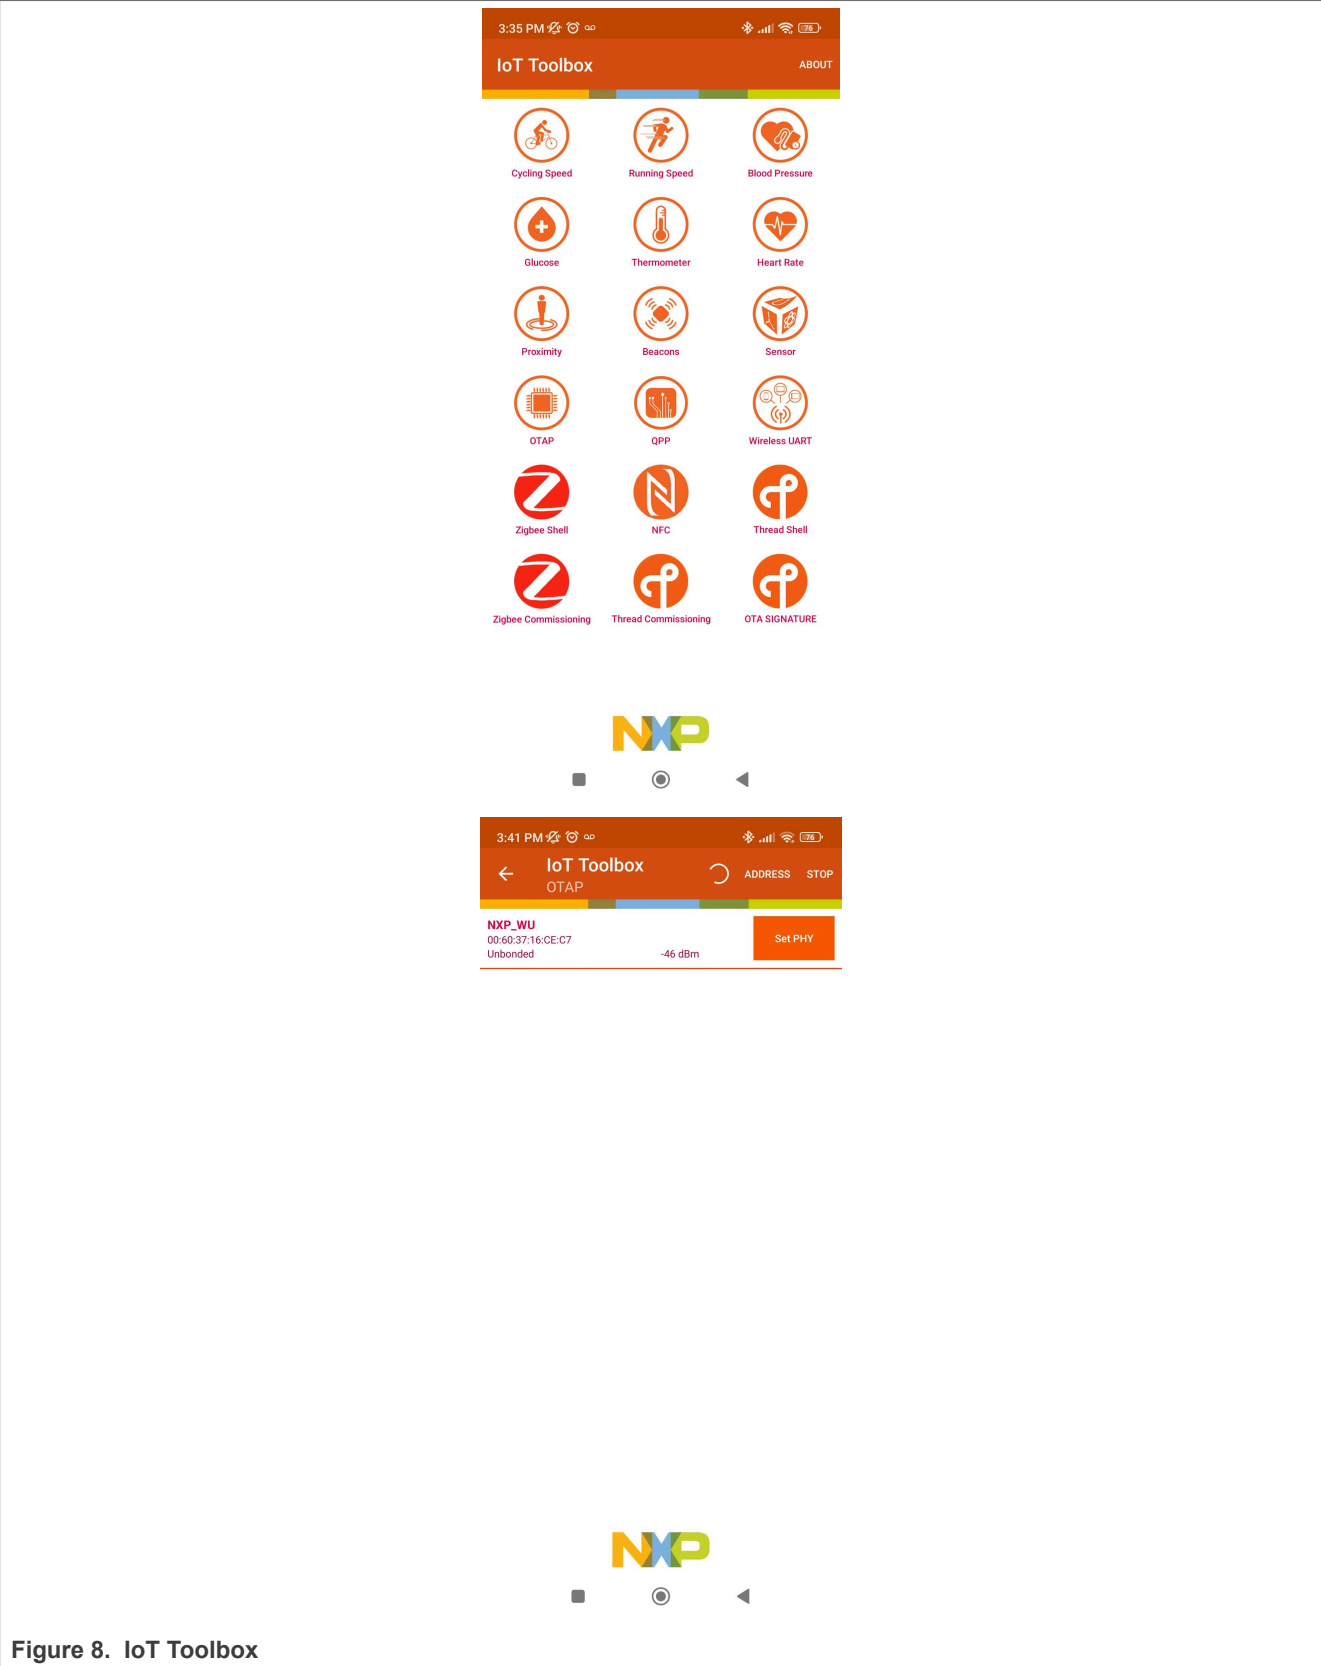 3:35 PM
76
IoT Toolbox
ABOUT
Cycling Speed
Running Speed
Blood Pressure
Glucose
Thermometer
Heart Rate
Proximity
Beacons
Sensor
OTAP
QPP
Wireless UART
Zigbee Shell
NFC
Thread Shell
Zigbee Commissioning
Thread Commissioning
OTA SIGNATURE
NXP
3:41 PM
76
IoT Toolbox
OTAP
ADDRESS STOP
NXP_WU
00:60:37:16:CE:C7
Unbonded
-46 dBm
Set PHY
NXP
Figure 8. IoT Toolbox